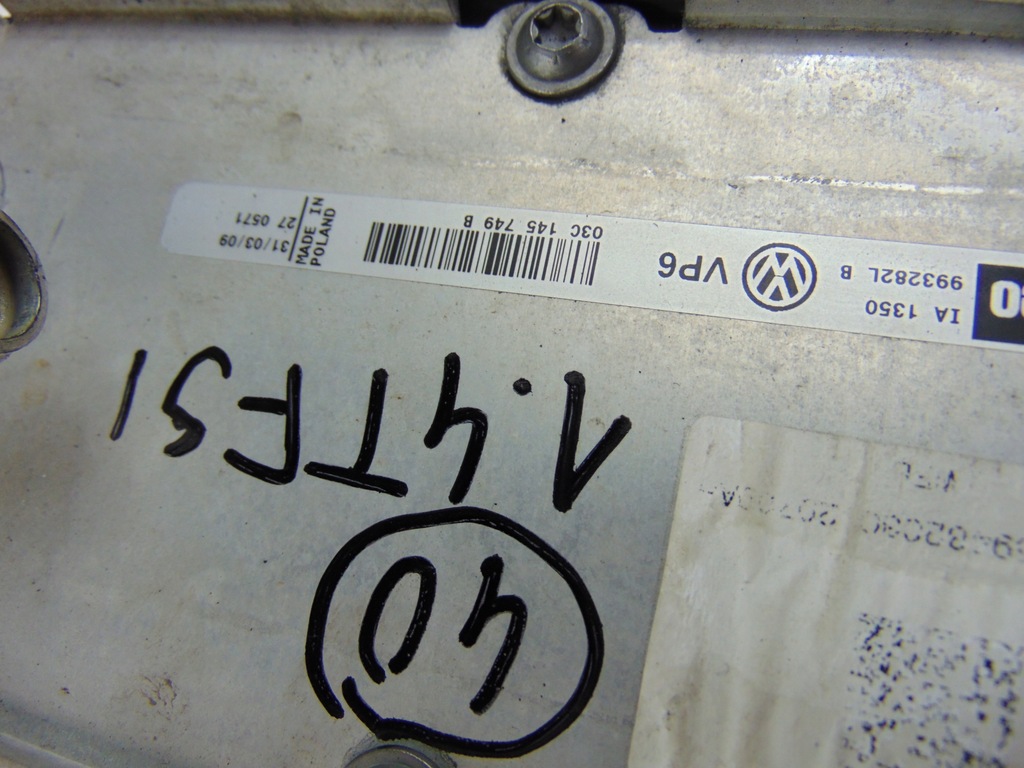 40
1.4TFSI
IA 1350
993282L B
VP6
03C 145 749 B
MADE IN
POLAND
31/03/09
27 0571